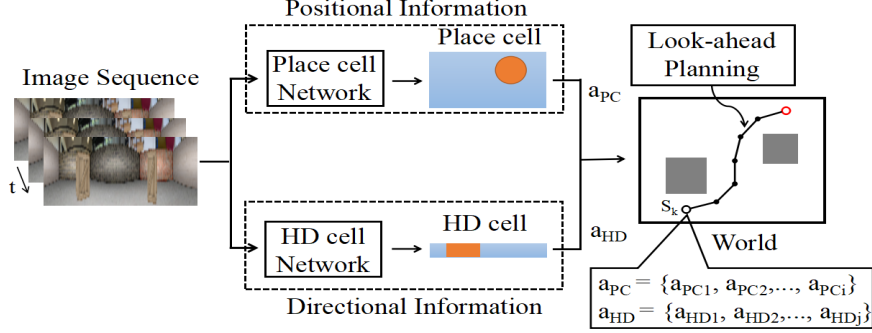 Positional Information
Image Sequence
t
Place cell
Network
Place cell
HD cell
Network
HD cell
Directional Information
a_PC
a_HD
Look-ahead
Planning
S_k
World
a_PC = {a_PC1, a_PC2,..., a_PCi}
a_HD = {a_HD1, a_HD2,..., a_HDj}